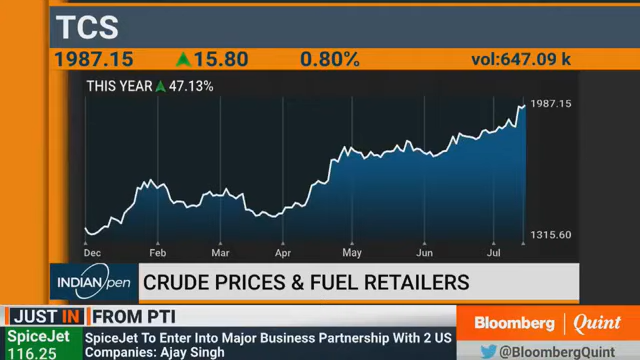 TCS
1987.15 15.80 0.80% vol:647.09 k
THIS YEAR 47.13%
1987.15
1315.60
Dec Feb Mar Apr May Jun Jul
INDIAN Open CRUDE PRICES & FUEL RETAILERS
JUST IN FROM PTI
SpiceJet
116.25
SPICEJET To Enter Into Major Business Partnership With 2 US
Companies: Ajay Singh
Bloomberg Quint
@BloombergQuint